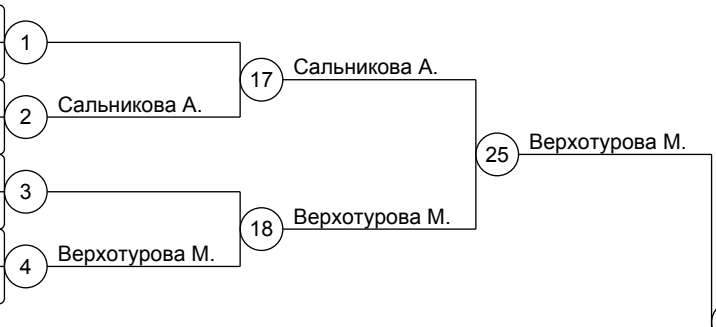 1
17 Сальникова А.
2 Сальникова А.
25 Верхотурова М.
3
18 Верхотурова М.
4 Верхотурова М.